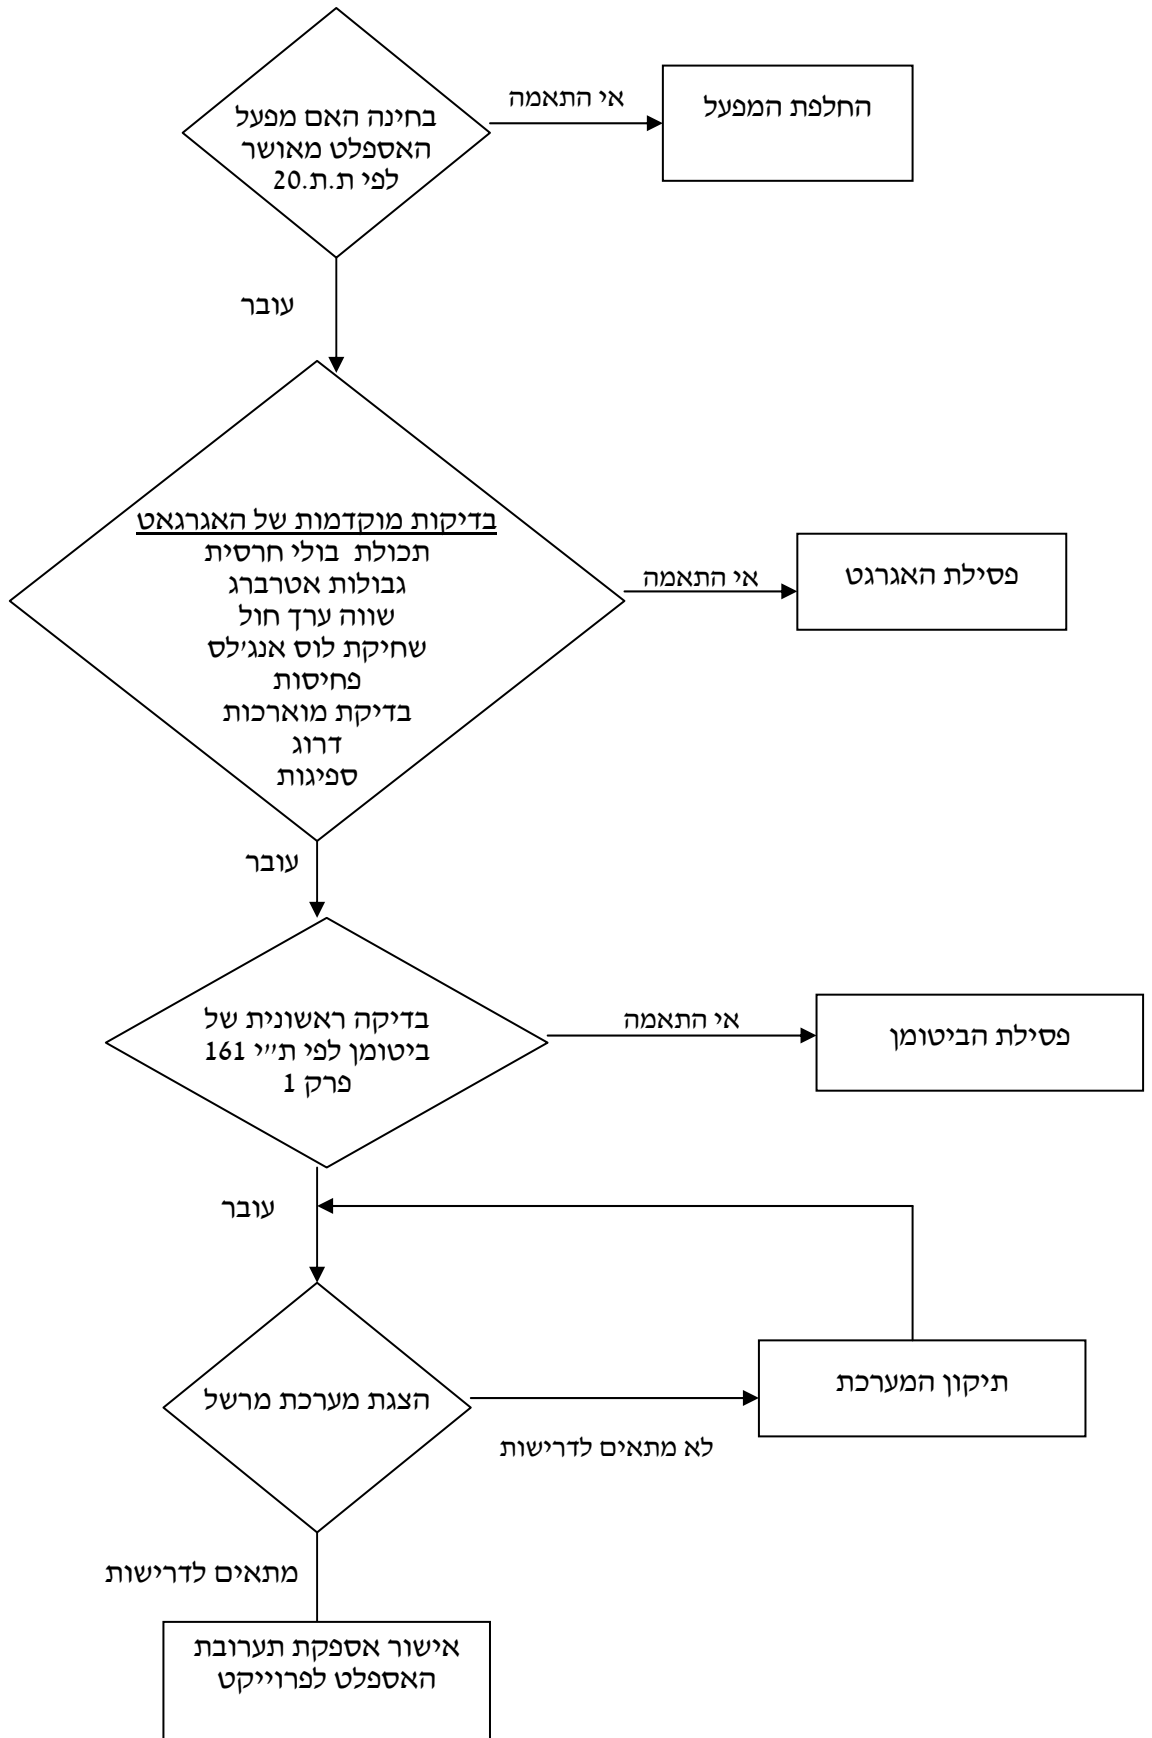 בחינה האם מפעל
האספלט מאושר
לפי ת.ת.20
אי התאמה
החלפת המפעל
עובר
בדיקות מוקדמות של האגרגאט
תכולת בולי חרסית
גבולות אטרברג
שווה ערך חול
שחיקת לוס אנג'לס
פחיסות
בדיקת מוארכות
דרוג
ספיגות
אי התאמה
פסילת האגרגט
עובר
בדיקה ראשונית של
ביטומן לפי ת"י 161
פרק 1
אי התאמה
פסילת הביטומן
עובר
הצגת מערכת מרשל
תיקון המערכת
לא מתאים לדרישות
מתאים לדרישות
אישור אספקת תערובת
האספלט לפרוייקט